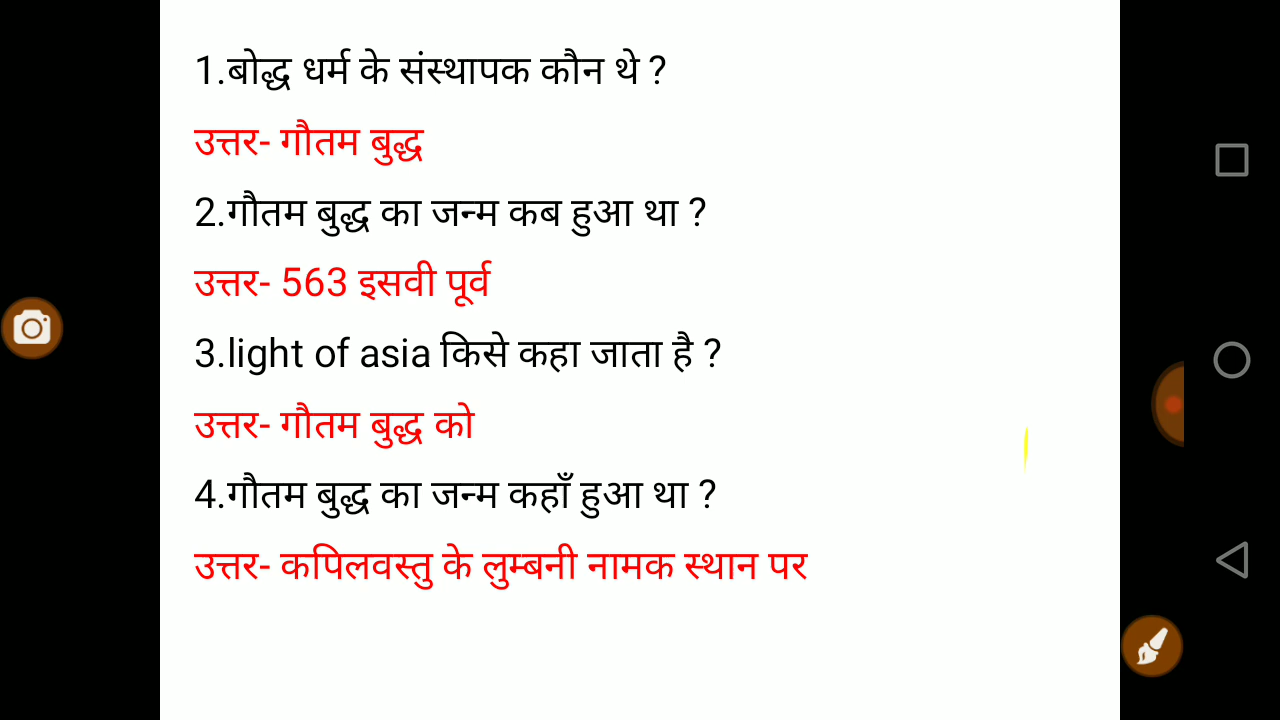 1.बोद्ध धर्म के संस्थापक कौन थे ?
उत्तर- गौतम बुद्ध
2.गौतम बुद्ध का जन्म कब हुआ था ?
उत्तर- 563 इसवी पूर्व
3.light of asia किसे कहा जाता है ?
उत्तर- गौतम बुद्ध को
4.गौतम बुद्ध का जन्म कहाँ हुआ था ?
उत्तर- कपिलवस्तु के लुम्बनी नामक स्थान पर